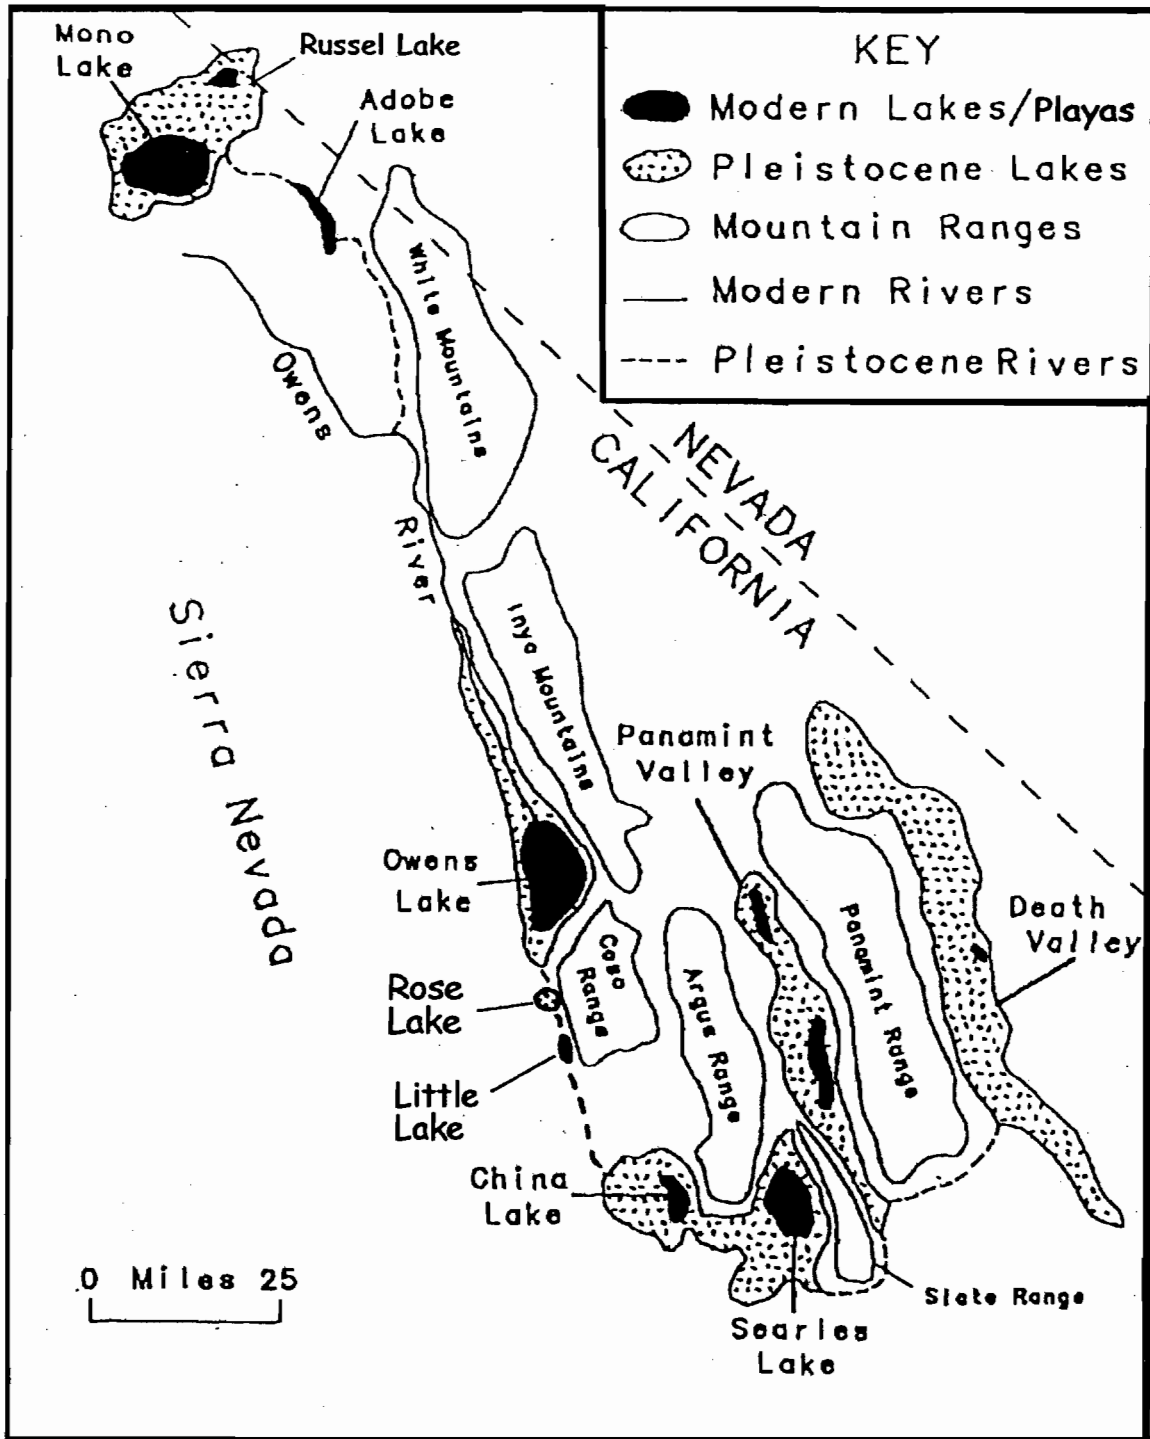 Mono
Lake
Russel Lake
Adobe
Lake
KEY
Modern Lakes/Playas
Pleistocene Lakes
Mountain Ranges
Modern Rivers
Pleistocene Rivers
White Mountains
Owens
River
NEVADA
CALIFORNIA
Sierra Nevada
Inyo Mountains
Panamint
Valley
Owens
Lake
Death
Valley
Panamint Range
Coso
Range
Argus Range
Rose
Lake
Little
Lake
China
Lake
0 Miles 25
Slate Range
Searles
Lake